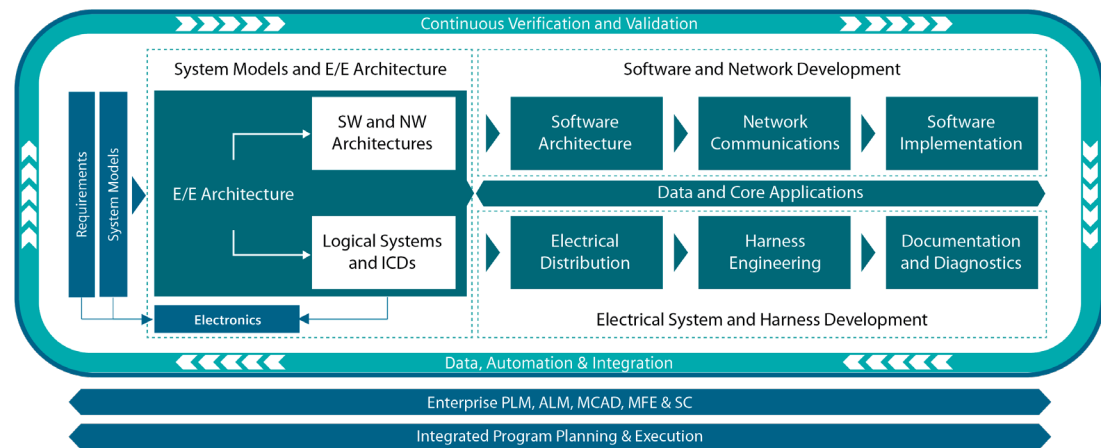 Continuous Verification and Validation
System Models and E/E Architecture
Software and Network Development
Requirements
System Models
E/E Architecture
SW and NW
Architectures
Logical Systems
and ICDs
Electronics
Software
Architecture
Network
Communications
Software
Implementation
Data and Core Applications
Electrical
Distribution
Harness
Engineering
Documentation
and Diagnostics
Electrical System and Harness Development
Data, Automation & Integration
Enterprise PLM, ALM, MCAD, MFE & SC
Integrated Program Planning & Execution